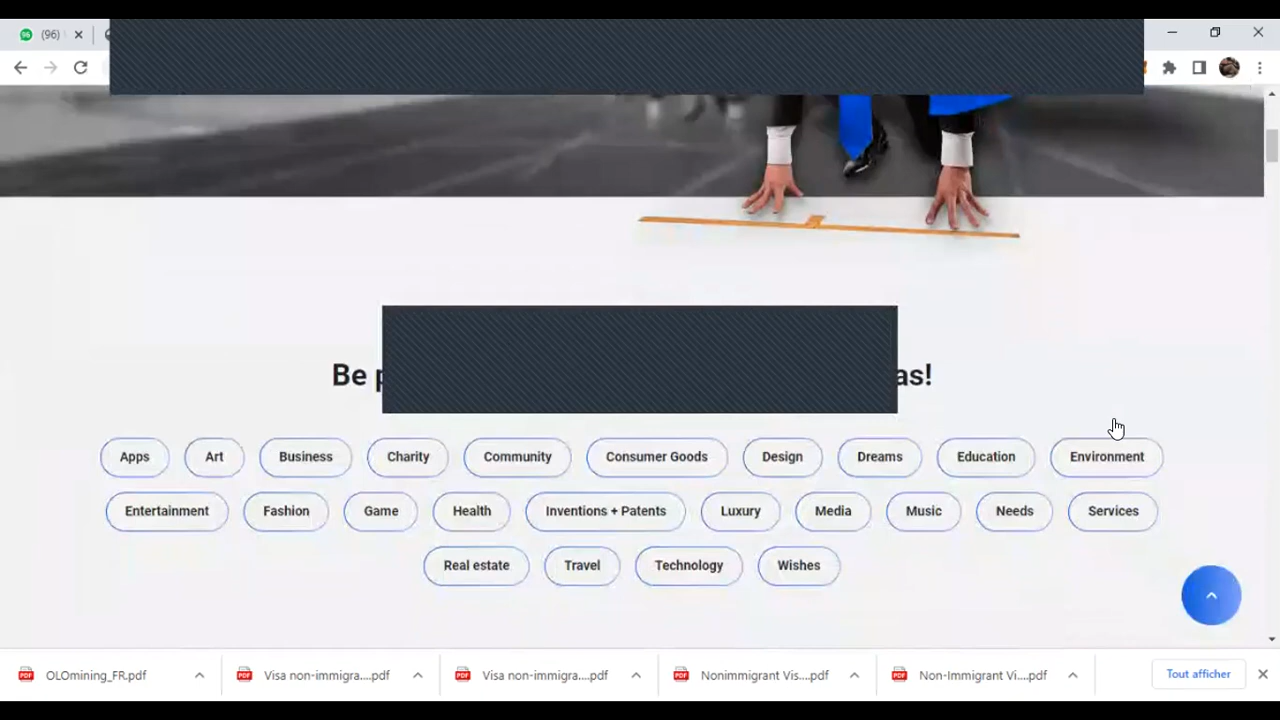 (96)
Be as!
Apps Art Business Charity Community Consumer Goods Design Dreams Education Environment
Entertainment Fashion Game Health Inventions + Patents Luxury Media Music Needs Services
Real estate Travel Technology Wishes
OLOmining_FR.pdf Visa non-immigra....pdf Visa non-immigra....pdf Nonimmigrant Vis....pdf Non-Immigrant Vi....pdf Tout afficher